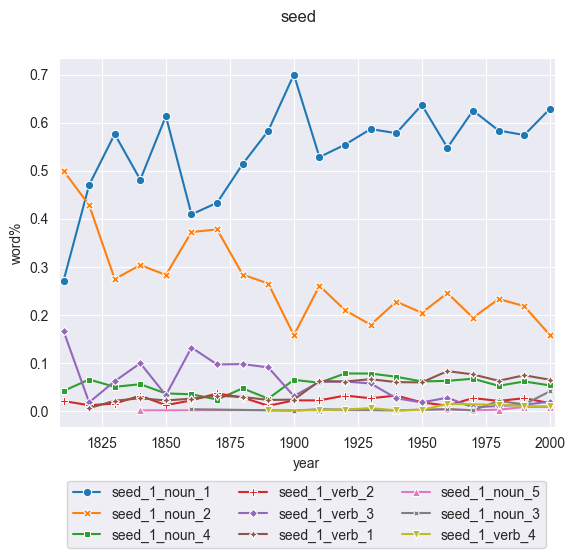 seed
0.7
0.6
0.5
0.4
0.3
0.2
0.1
0.0
word%
1825 1850 1875 1900 1925 1950 1975 2000
year
seed_1_noun_1 seed_1_verb_2 seed_1_noun_5
seed_1_noun_2 seed_1_verb_3 seed_1_noun_3
seed_1_noun_4 seed_1_verb_1 seed_1_verb_4